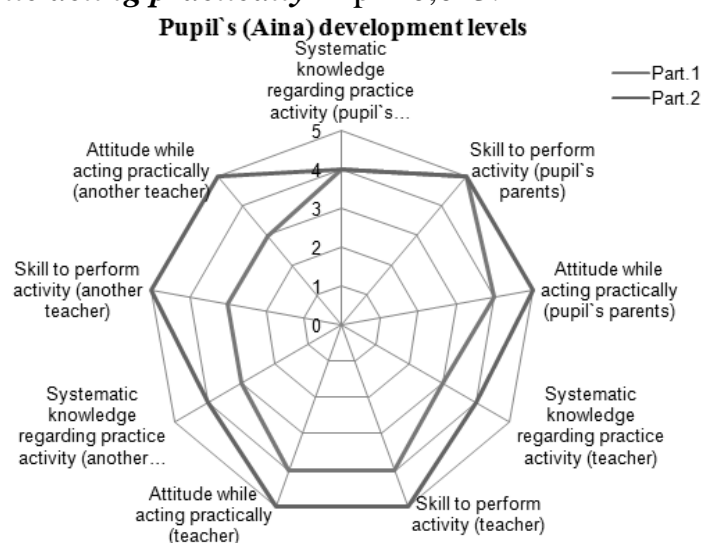 acting practically
Pupil`s (Aina) development levels
Systematic
knowledge
regarding practice
activity (pupil`s...
Part.1
Part.2
5
4
3
2
1
0
Skill to perform
activity (pupil`s
parents)
Attitude while
acting practically
(pupil`s parents)
Systematic
knowledge
regarding practice
activity (teacher)
Skill to perform
activity (teacher)
Attitude while
acting practically
(teacher)
Systematic
knowledge
regarding practice
activity (another...
Skill to perform
activity (another
teacher)
Attitude while
acting practically
(another teacher)